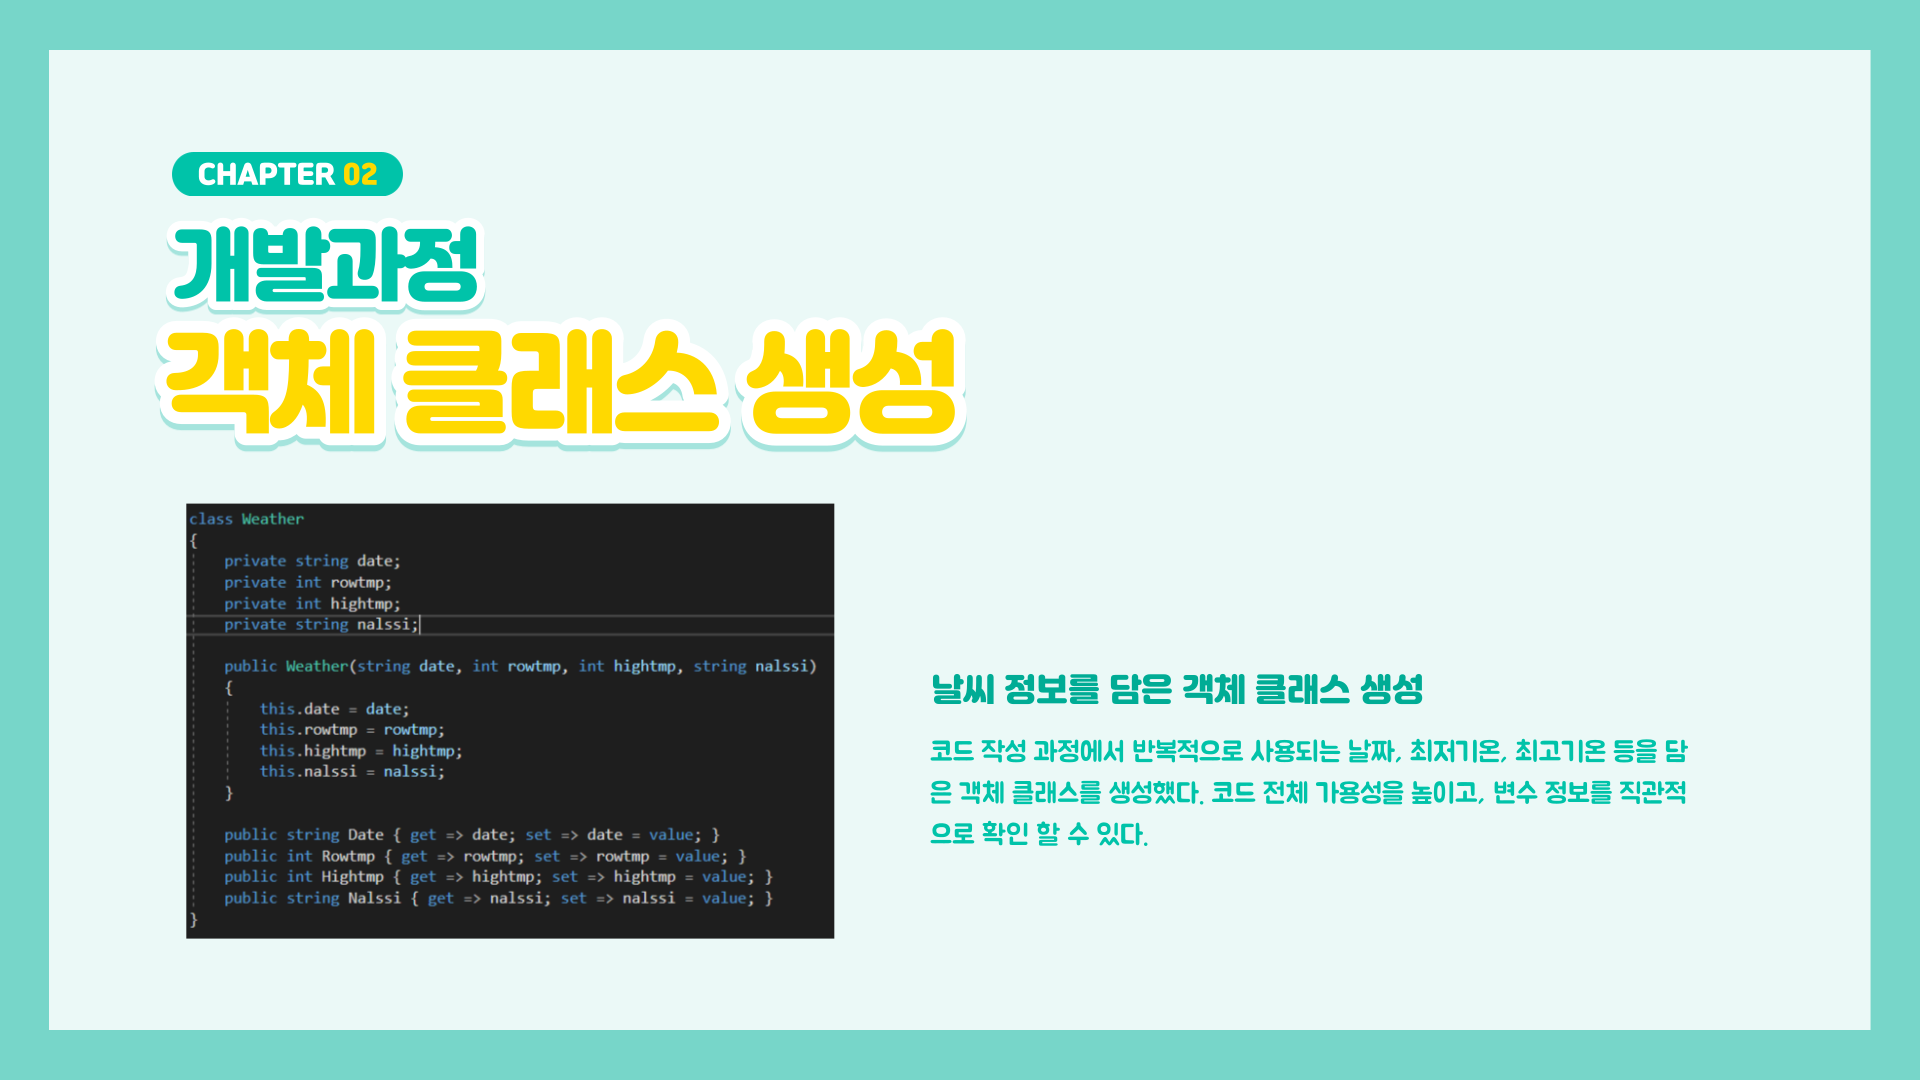 CHAPTER 02
개발과정
객체 클래스 생성
class Weather
{
private string date;
private int rowtmp;
private int hightmp;
private string nalssi;
public Weather(string date, int rowtmp, int hightmp, string nalssi)
{
this.date = date;
this.rowtmp = rowtmp;
this.hightmp = hightmp;
this.nalssi = nalssi;
}
public string Date { get => date; set => date = value; }
public int Rowtmp { get => rowtmp; set => rowtmp = value; }
public int Hightmp { get => hightmp; set => hightmp = value; }
public string Nalssi { get => nalssi; set => nalssi = value; }
}
날씨 정보를 담은 객체 클래스 생성
코드 작성 과정에서 반복적으로 사용되는 날짜, 최저기온, 최고기온 등을 담
은 객체 클래스를 생성했다. 코드 전체 가용성을 높이고, 변수 정보를 직관적
으로 확인 할 수 있다.